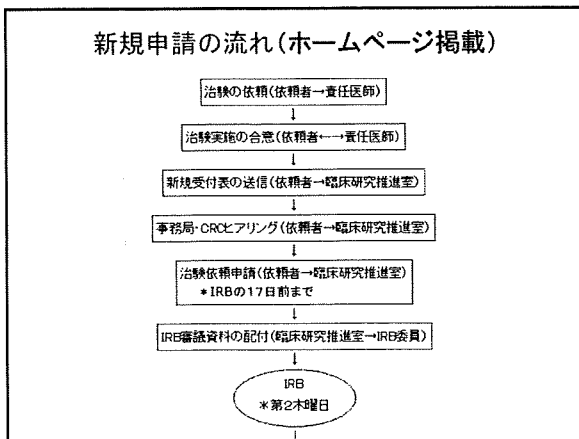 新規申請の流れ(ホームページ掲載)
治験の依頼(依頼者→責任医師)
治験実施の合意(依頼者←→責任医師)
新規受付表の送信(依頼者→臨床研究推進室)
事務局・CRCヒアリング(依頼者→臨床研究推進室)
治験依頼申請(依頼者→臨床研究推進室)
*IRBの17日前まで
IRB審議資料の配付(臨床研究推進室→IRB委員)
IRB
*第2木曜日